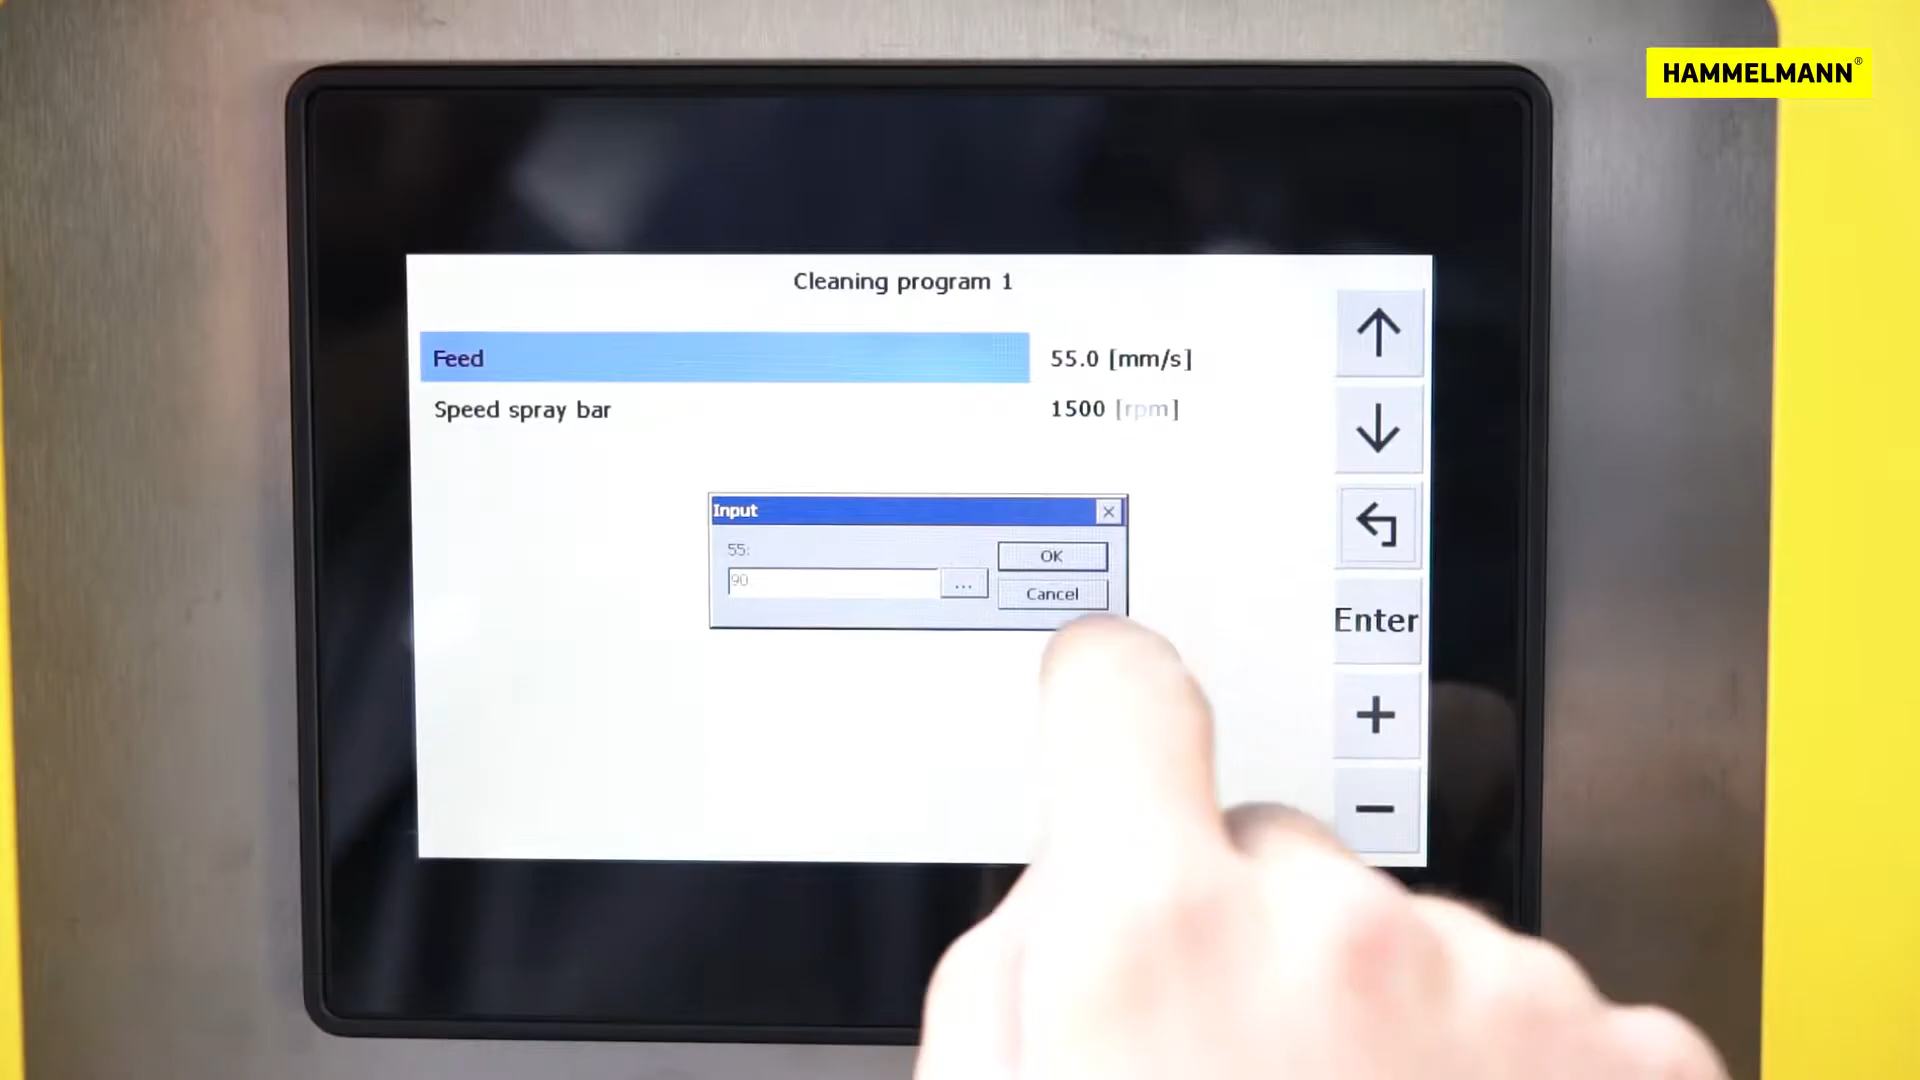 HAMMELMANN®
Cleaning program 1
Feed 55.0 [mm/s]
Speed spray bar 1500 [rpm]
Input
55:
OK
90
...
Cancel
Enter
+
−